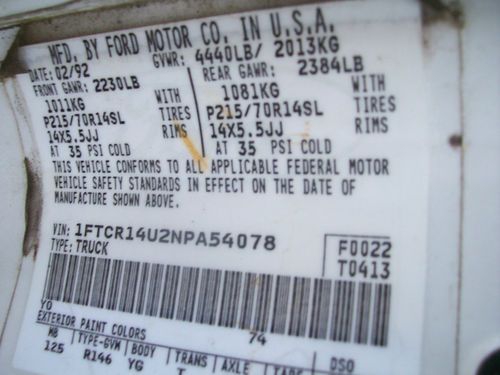 MFD. BY FORD MOTOR CO. IN U.S.A.
DATE: 02/92 GVWR: 4440LB/ 2013KG
FRONT GAWR: 2230LB REAR GAWR: 2384LB
1011KG WITH 1081KG WITH
P215/70R14SL TIRES P215/70R14SL TIRES
14X5.5JJ RIMS 14X5.5JJ RIMS
AT 35 PSI COLD AT 35 PSI COLD
THIS VEHICLE CONFORMS TO ALL APPLICABLE FEDERAL MOTOR
VEHICLE SAFETY STANDARDS IN EFFECT ON THE DATE OF
MANUFACTURE SHOWN ABOVE.
VIN: 1FTCR14U2NPA54078 F0022
TYPE: TRUCK T0413
YO 74
EXTERIOR PAINT COLORS DSO
WB TYPE-GVM BODY TRANS AXLE TAPE
125 R146 YG T